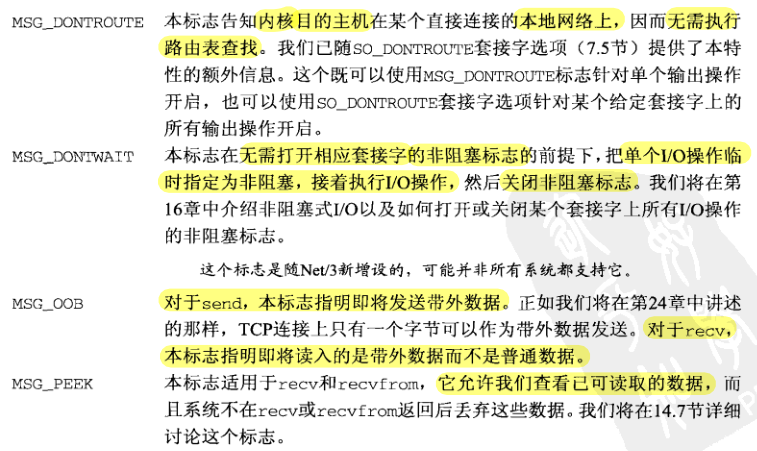 MSG_DONTROUTE 本标志告知内核目的主机在某个直接连接的本地网络上，因而无需执行
路由表查找。我们已随SO_DONTROUTE套接字选项（7.5节）提供了本特
性的额外信息。这个既可以使用MSG_DONTROUTE标志针对单个输出操作
开启，也可以使用SO_DONTROUTE套接字选项针对某个给定套接字上的
所有输出操作开启。
MSG_DONTWAIT 本标志在无需打开相应套接字的非阻塞标志的前提下，把单个I/O操作临
时指定为非阻塞，接着执行I/O操作，然后关闭非阻塞标志。我们将在第
16章中介绍非阻塞式I/O以及如何打开或关闭某个套接字上所有I/O操作
的非阻塞标志。
这个标志是随Net/3新增设的，可能并非所有系统都支持它。
MSG_OOB 对于send，本标志指明即将发送带外数据。正如我们将在第24章中讲述
的那样，TCP连接上只有一个字节可以作为带外数据发送。对于recv，
本标志指明即将读入的是带外数据而不是普通数据。
MSG_PEEK 本标志适用于recv和recvfrom，它允许我们查看已可读取的数据，而
且系统不在recv或recvfrom返回后丢弃这些数据。我们将在14.7节详细
讨论这个标志。